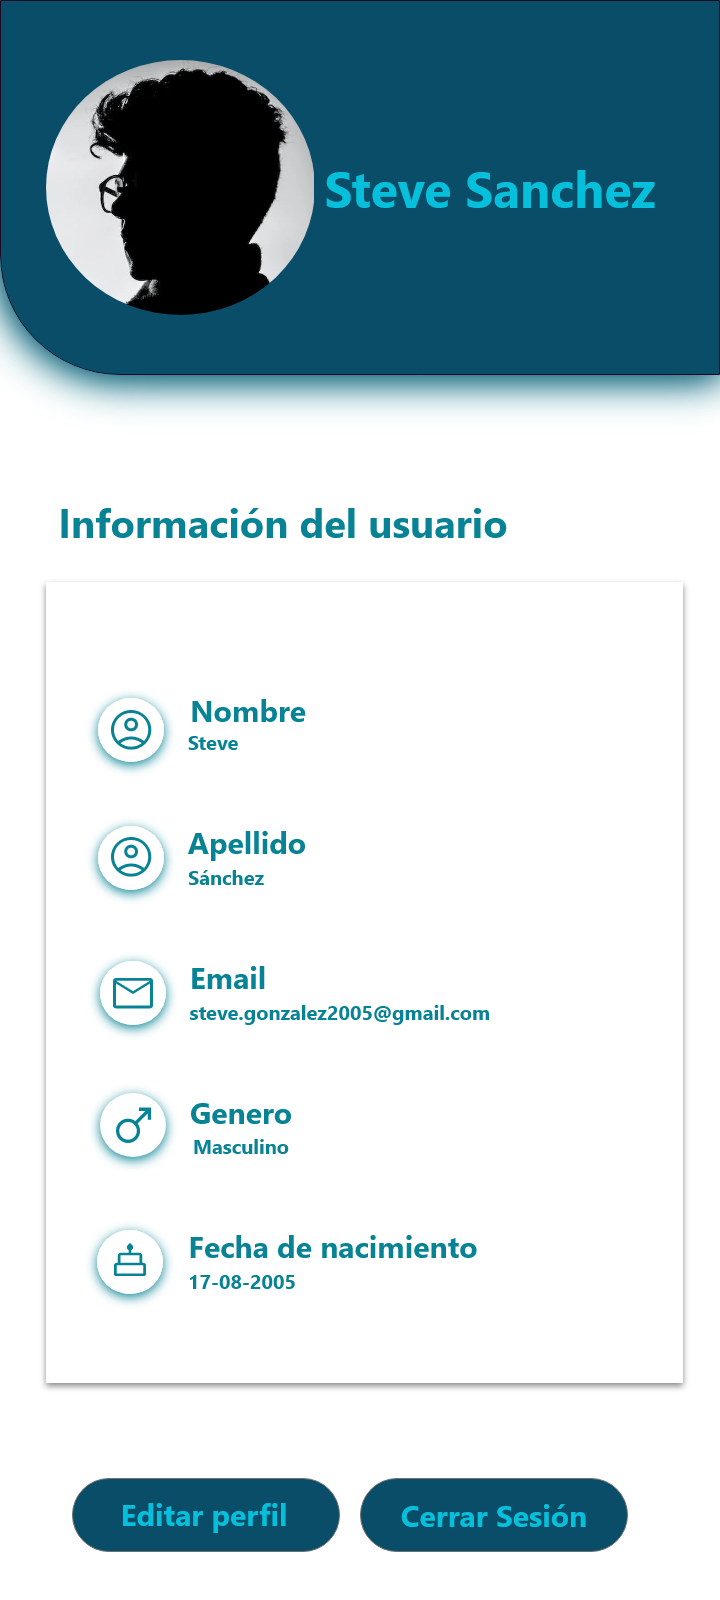 Steve Sanchez
Información del usuario
Nombre
Steve
Apellido
Sánchez
Email
steve.gonzalez2005@gmail.com
Genero
Masculino
Fecha de nacimiento
17-08-2005
Editar perfil
Cerrar Sesión